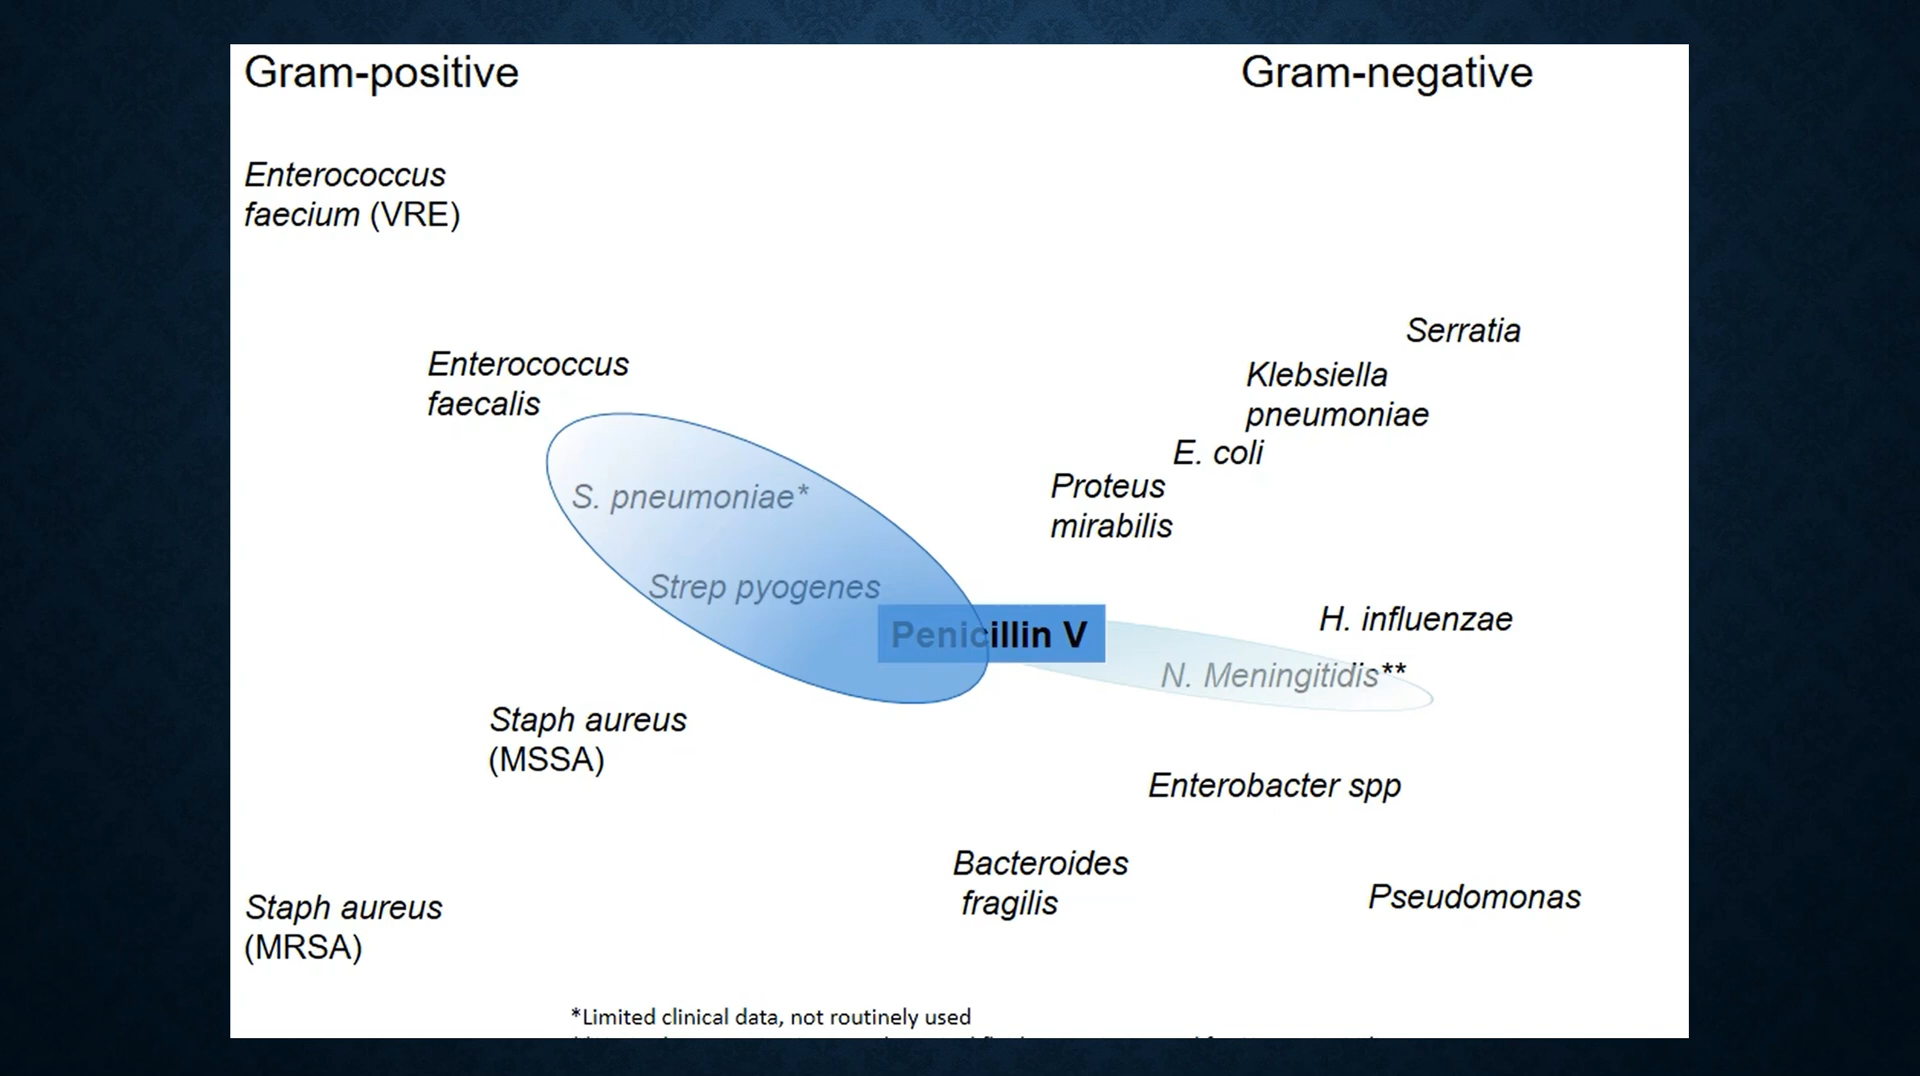 Gram-positive
Gram-negative
Enterococcus
faecium (VRE)
Serratia
Enterococcus
faecalis
Klebsiella
pneumoniae
E. coli
Proteus
mirabilis
S. pneumoniae*
Strep pyogenes
Penicillin V
H. influenzae
N. Meningitidis**
Staph aureus
(MSSA)
Enterobacter spp
Bacteroides
fragilis
Pseudomonas
Staph aureus
(MRSA)
*Limited clinical data, not routinely used